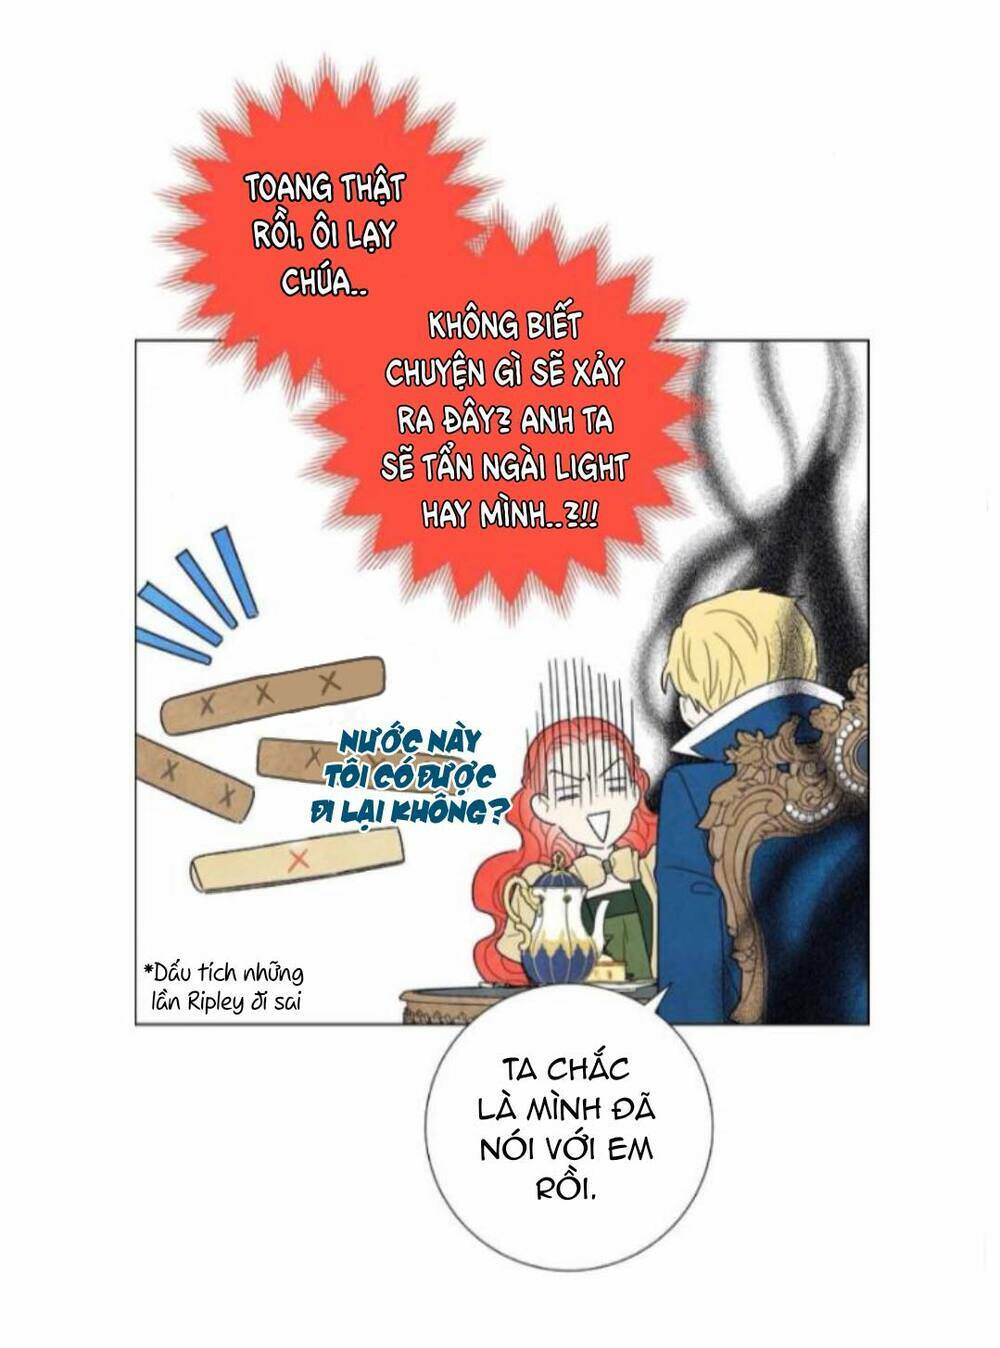 TOANG THẬT
RỒI, ÔI LẠY
CHÚA..
KHÔNG BIẾT
CHUYỆN GÌ SẼ XẢY
RA ĐÂY? ANH TA
SẼ TẨN NGÀI LIGHT
HAY MÌNH..?!!
NƯỚC NÀY
TÔI CÓ ĐƯỢC
ĐI LẠI KHÔNG?
*Dấu tích những
lần Ripley đi sai
TA CHẮC
LÀ MÌNH ĐÃ
NÓI VỚI EM
RỒI.